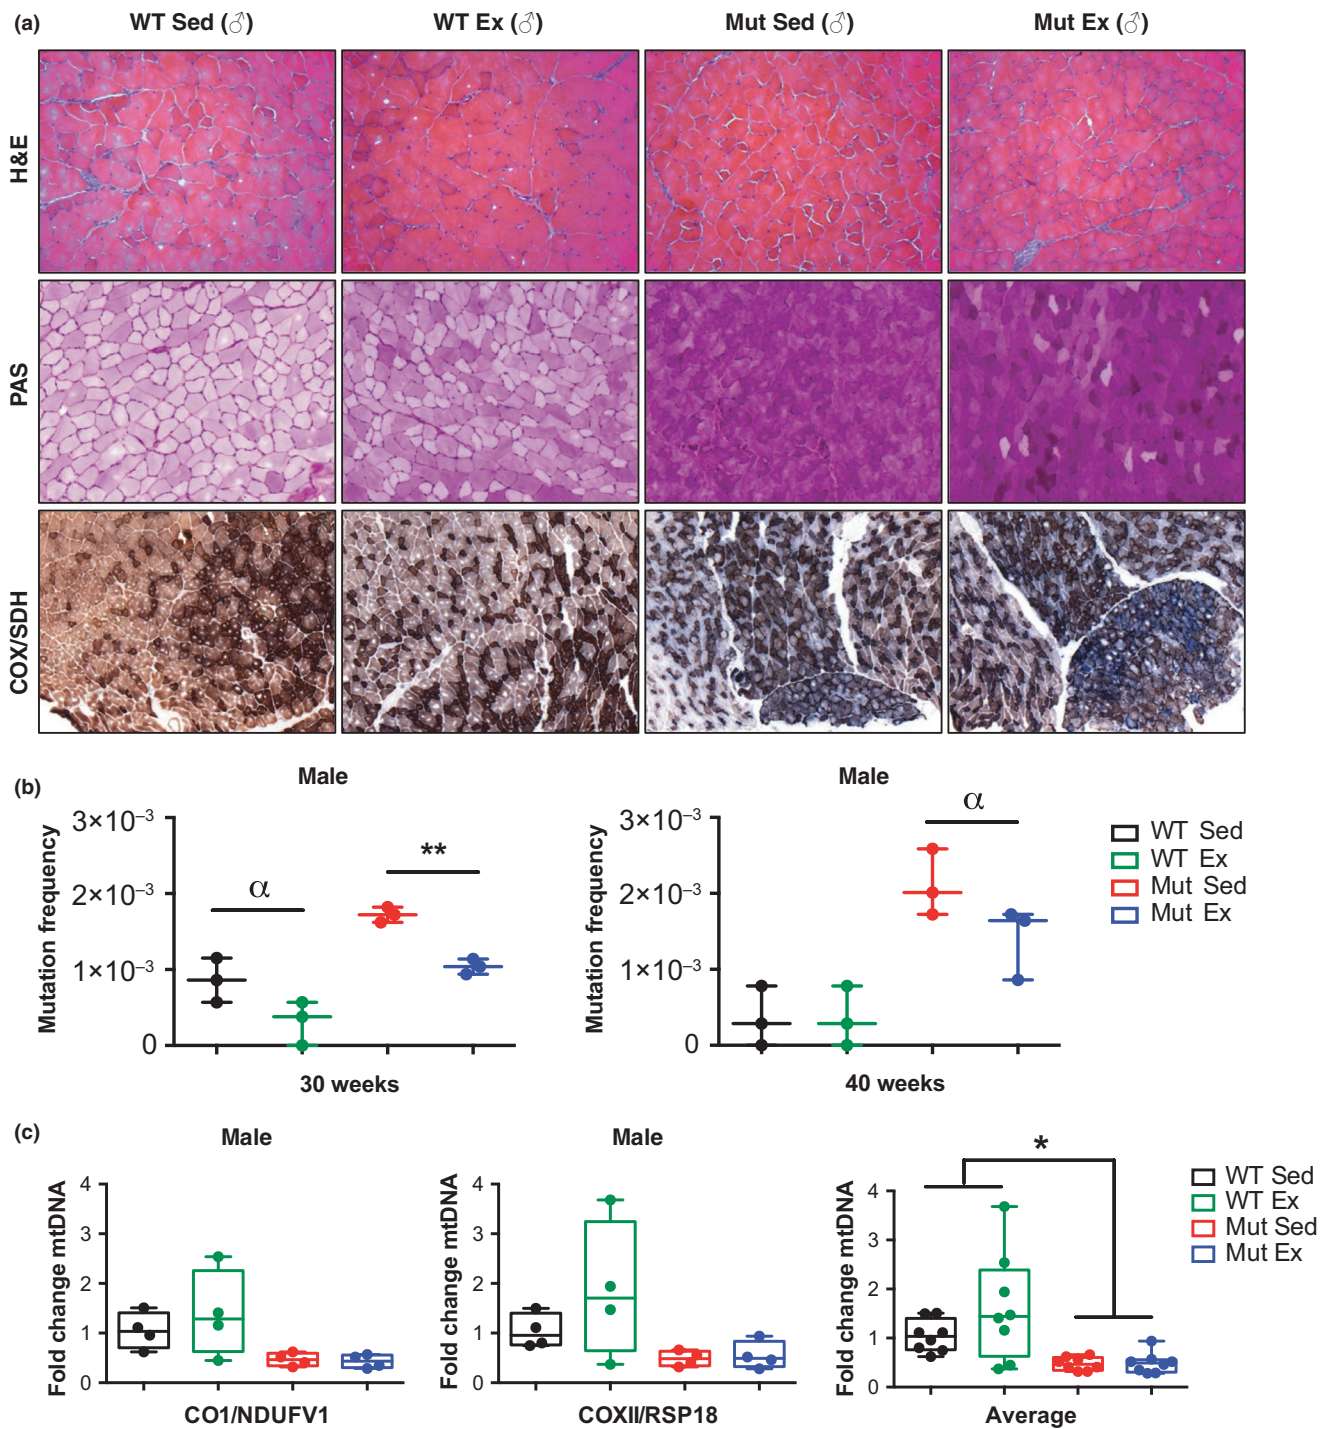 (a)
WT Sed (♂)
WT Ex (♂)
Mut Sed (♂)
Mut Ex (♂)
H&E
PAS
COX/SDH
(b)
Male
Mutation frequency
3×10⁻³
2×10⁻³
1×10⁻³
0
α
**
30 weeks
Male
Mutation frequency
3×10⁻³
2×10⁻³
1×10⁻³
0
α
40 weeks
WT Sed
WT Ex
Mut Sed
Mut Ex
(c)
Male
Fold change mtDNA
4
3
2
1
0
CO1/NDUFV1
Male
Fold change mtDNA
4
3
2
1
0
COXII/RSP18
*
Fold change mtDNA
4
3
2
1
0
Average
WT Sed
WT Ex
Mut Sed
Mut Ex